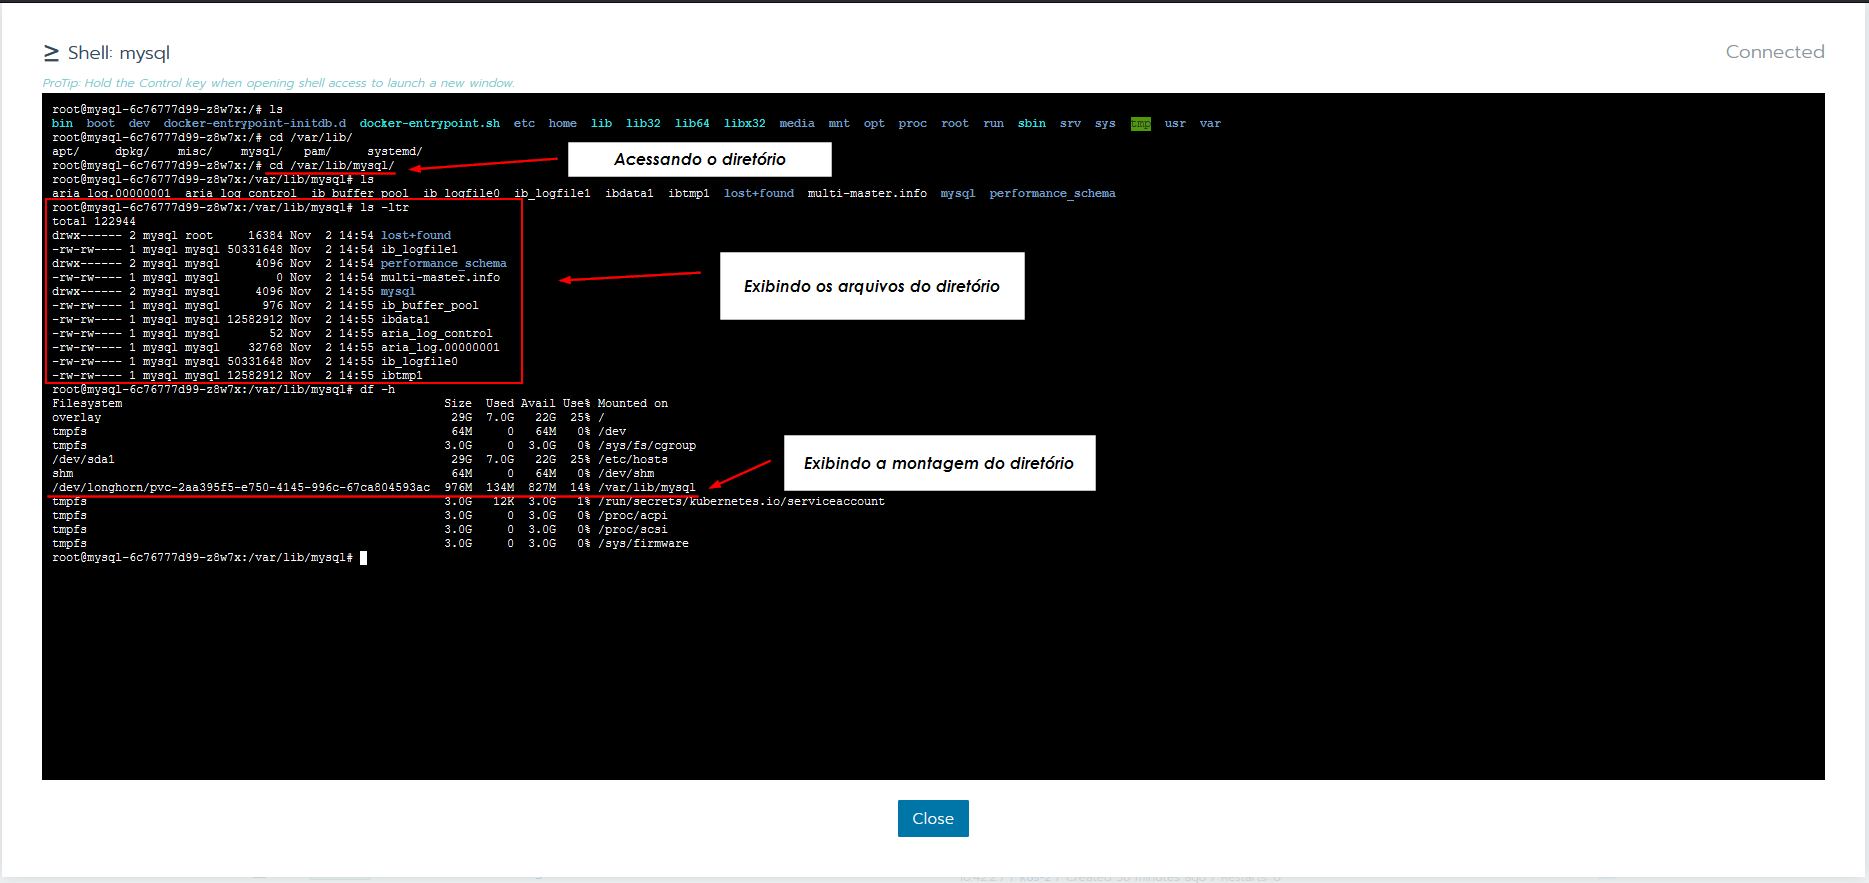 ≥ Shell: mysql
Connected
ProTip: Hold the Control key when opening shell access to launch a new window.
root@mysql-6c76777d99-z8w7x:/# ls
bin  boot  dev  docker-entrypoint-initdb.d  docker-entrypoint.sh  etc  home  lib  lib32  lib64  libx32  media  mnt  opt  proc  root  run  sbin  srv  sys  tmp  usr  var
root@mysql-6c76777d99-z8w7x:/# cd /var/lib/
apt/     dpkg/    misc/    mysql/   pam/     systemd/
root@mysql-6c76777d99-z8w7x:/# cd /var/lib/mysql/
Acessando o diretório
root@mysql-6c76777d99-z8w7x:/var/lib/mysql# ls
aria_log.00000001  aria_log_control  ib_buffer_pool  ib_logfile0  ib_logfile1  ibdata1  ibtmp1  lost+found  multi-master.info  mysql  performance_schema
root@mysql-6c76777d99-z8w7x:/var/lib/mysql# ls -ltr
total 122944
drwx------ 2 mysql root     16384 Nov  2 14:54 lost+found
-rw-rw---- 1 mysql mysql 50331648 Nov  2 14:54 ib_logfile1
drwx------ 2 mysql mysql     4096 Nov  2 14:54 performance_schema
-rw-rw---- 1 mysql mysql        0 Nov  2 14:54 multi-master.info
drwx------ 2 mysql mysql     4096 Nov  2 14:55 mysql
-rw-rw---- 1 mysql mysql      976 Nov  2 14:55 ib_buffer_pool
-rw-rw---- 1 mysql mysql 12582912 Nov  2 14:55 ibdata1
-rw-rw---- 1 mysql mysql       52 Nov  2 14:55 aria_log_control
-rw-rw---- 1 mysql mysql    32768 Nov  2 14:55 aria_log.00000001
-rw-rw---- 1 mysql mysql 50331648 Nov  2 14:55 ib_logfile0
-rw-rw---- 1 mysql mysql 12582912 Nov  2 14:55 ibtmp1
Exibindo os arquivos do diretório
root@mysql-6c76777d99-z8w7x:/var/lib/mysql# df -h
Filesystem                                              Size  Used Avail Use% Mounted on
overlay                                                  29G  7.0G   22G  25% /
tmpfs                                                    64M     0   64M   0% /dev
tmpfs                                                   3.0G     0  3.0G   0% /sys/fs/cgroup
/dev/sda1                                                29G  7.0G   22G  25% /etc/hosts
shm                                                      64M     0   64M   0% /dev/shm
/dev/longhorn/pvc-2aa395f5-e750-4145-996c-67ca804593ac  976M  134M  827M  14% /var/lib/mysql
Exibindo a montagem do diretório
tmpfs                                                   3.0G   12K  3.0G   1% /run/secrets/kubernetes.io/serviceaccount
tmpfs                                                   3.0G     0  3.0G   0% /proc/acpi
tmpfs                                                   3.0G     0  3.0G   0% /proc/scsi
tmpfs                                                   3.0G     0  3.0G   0% /sys/firmware
root@mysql-6c76777d99-z8w7x:/var/lib/mysql#
Close